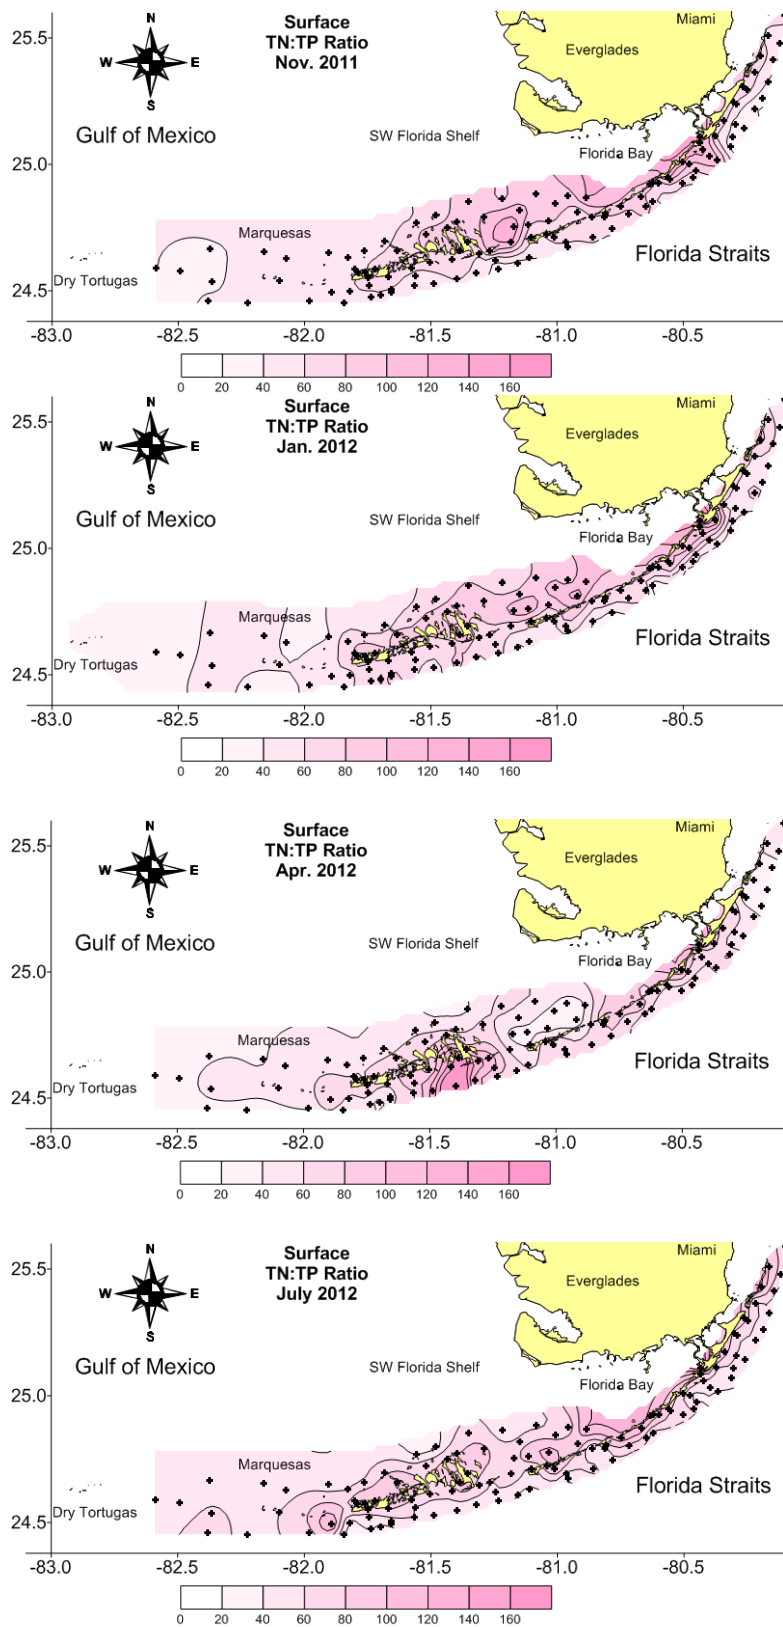 25.6
Surface
TN:TP Ratio
Nov. 2011
N
W E
S
Miami
Everglades
Gulf of Mexico
SW Florida Shelf
Florida Bay
25.0
Marquesas
Florida Straits
Dry Tortugas
24.5
-83.0 -82.5 -82.0 -81.5 -81.0 -80.5
0 20 40 60 80 100 120 140 160
25.6
Surface
TN:TP Ratio
Jan. 2012
N
W E
S
Miami
Everglades
Gulf of Mexico
SW Florida Shelf
Florida Bay
25.0
Marquesas
Florida Straits
Dry Tortugas
24.5
-83.0 -82.5 -82.0 -81.5 -81.0 -80.5
0 20 40 60 80 100 120 140 160
25.6
Surface
TN:TP Ratio
Apr. 2012
N
W E
S
Miami
Everglades
Gulf of Mexico
SW Florida Shelf
Florida Bay
25.0
Marquesas
Florida Straits
Dry Tortugas
24.5
-83.0 -82.5 -82.0 -81.5 -81.0 -80.5
0 20 40 60 80 100 120 140 160
25.6
Surface
TN:TP Ratio
July 2012
N
W E
S
Miami
Everglades
Gulf of Mexico
SW Florida Shelf
Florida Bay
25.0
Marquesas
Florida Straits
Dry Tortugas
24.5
-83.0 -82.5 -82.0 -81.5 -81.0 -80.5
0 20 40 60 80 100 120 140 160